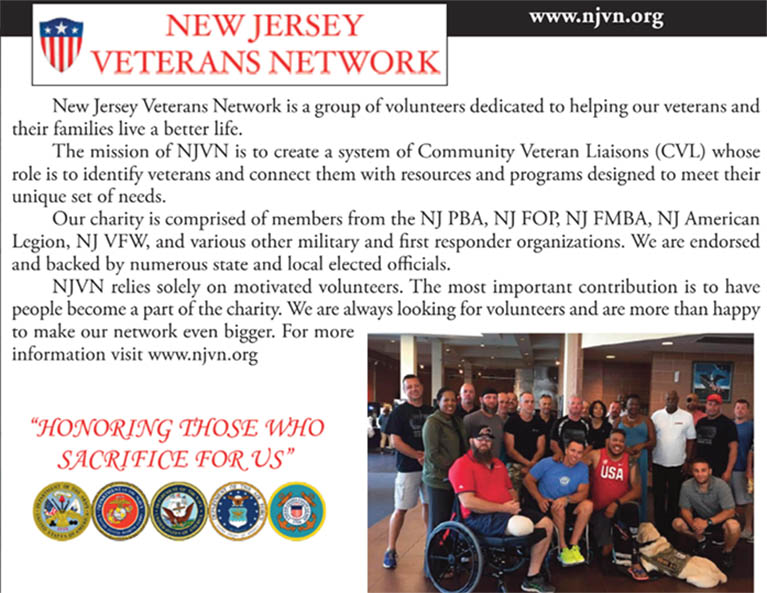 NEW JERSEY
VETERANS NETWORK
www.njvn.org
New Jersey Veterans Network is a group of volunteers dedicated to helping our veterans and
their families live a better life.
The mission of NJVN is to create a system of Community Veteran Liaisons (CVL) whose
role is to identify veterans and connect them with resources and programs designed to meet their
unique set of needs.
Our charity is comprised of members from the NJ PBA, NJ FOP, NJ FMBA, NJ American
Legion, NJ VFW, and various other military and first responder organizations. We are endorsed
and backed by numerous state and local elected officials.
NJVN relies solely on motivated volunteers. The most important contribution is to have
people become a part of the charity. We are always looking for volunteers and are more than happy
to make our network even bigger. For more
information visit www.njvn.org
"HONORING THOSE WHO
SACRIFICE FOR US"
USA